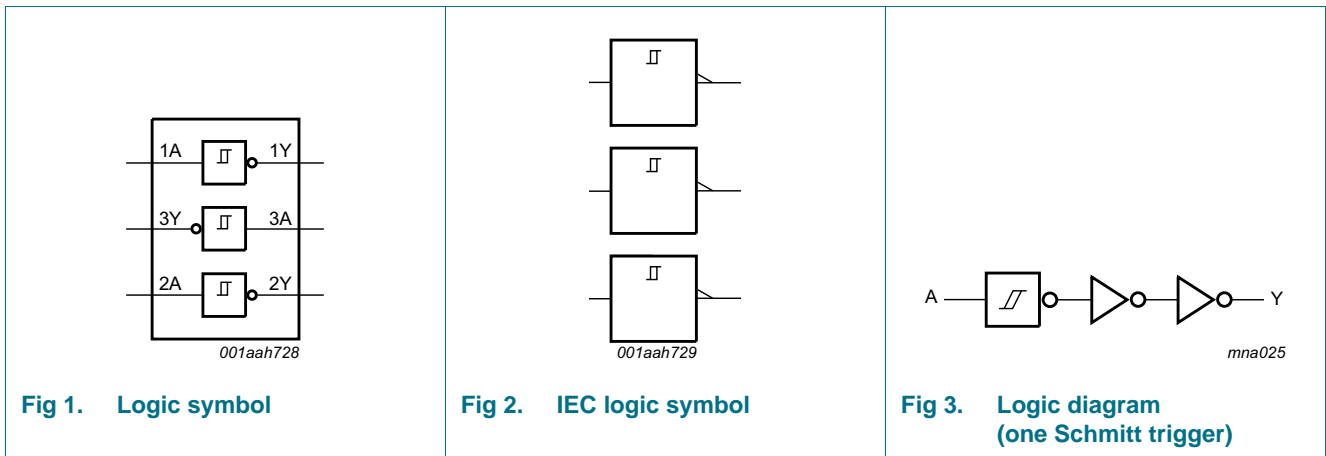 1A 1Y
3Y 3A
2A 2Y
001aah728
Fig 1. Logic symbol
001aah729
Fig 2. IEC logic symbol
A Y
mna025
Fig 3. Logic diagram
(one Schmitt trigger)